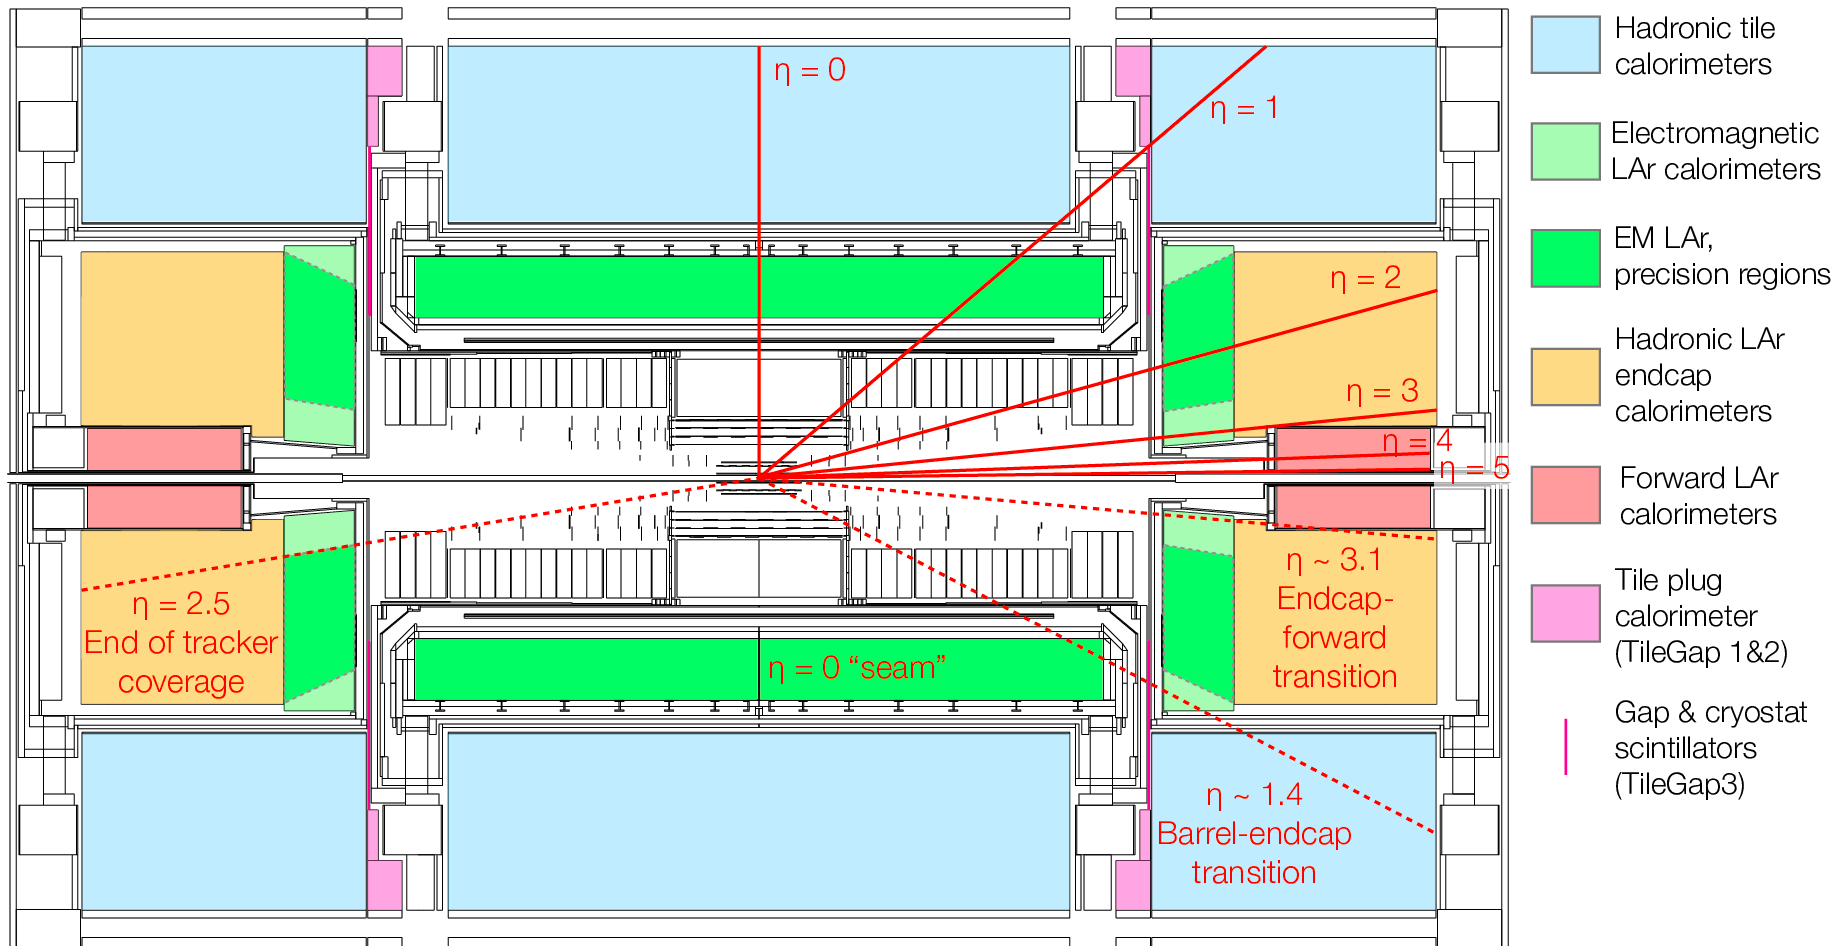 η = 0
η = 1
η = 2
η = 3
η = 4
η = 5
η = 2.5
End of tracker
coverage
η = 0 “seam”
η ~ 3.1
Endcap-
forward
transition
η ~ 1.4
Barrel-endcap
transition
Hadronic tile
calorimeters
Electromagnetic
LAr calorimeters
EM LAr,
precision regions
Hadronic LAr
endcap
calorimeters
Forward LAr
calorimeters
Tile plug
calorimeter
(TileGap 1&2)
Gap & cryostat
scintillators
(TileGap3)